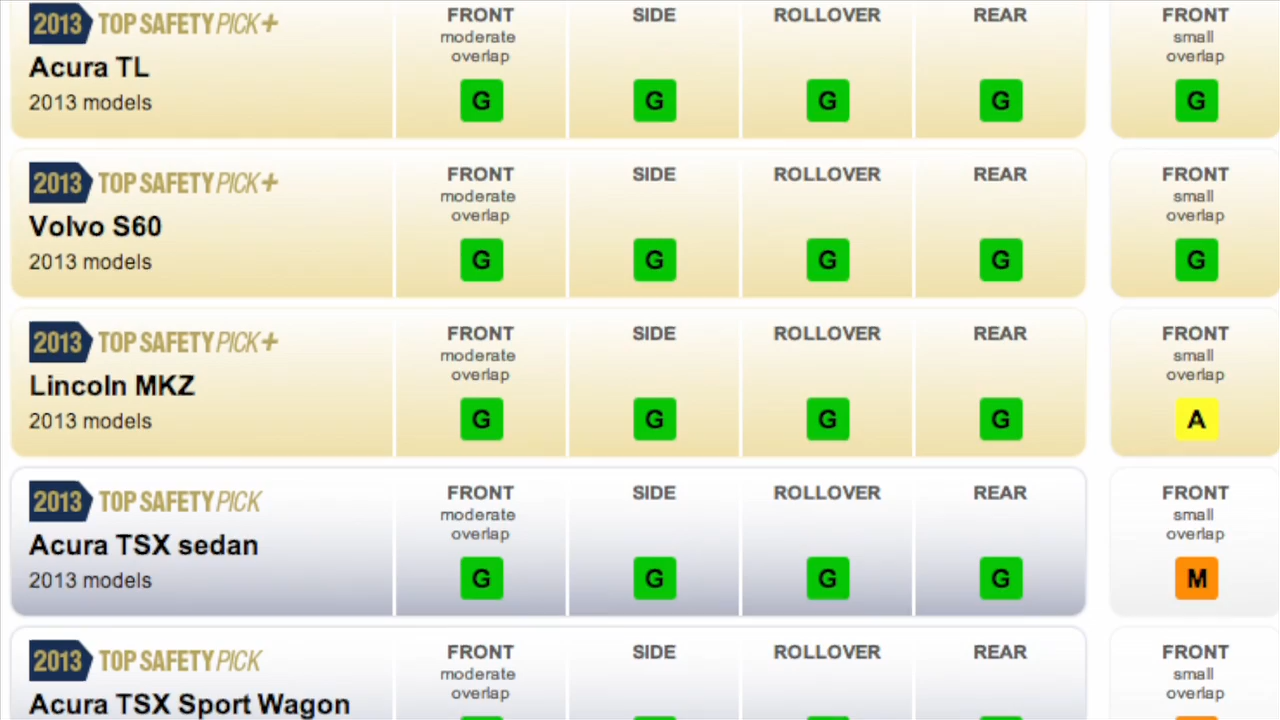 2013 TOP SAFETY PICK+ FRONT SIDE ROLLOVER REAR FRONT
moderate small
Acura TL overlap overlap
2013 models G G G G G
2013 TOP SAFETY PICK+ FRONT SIDE ROLLOVER REAR FRONT
moderate small
Volvo S60 overlap overlap
2013 models G G G G G
2013 TOP SAFETY PICK+ FRONT SIDE ROLLOVER REAR FRONT
moderate small
Lincoln MKZ overlap overlap
2013 models G G G G A
2013 TOP SAFETY PICK FRONT SIDE ROLLOVER REAR FRONT
moderate small
Acura TSX sedan overlap overlap
2013 models G G G G M
2013 TOP SAFETY PICK FRONT SIDE ROLLOVER REAR FRONT
moderate small
Acura TSX Sport Wagon overlap overlap